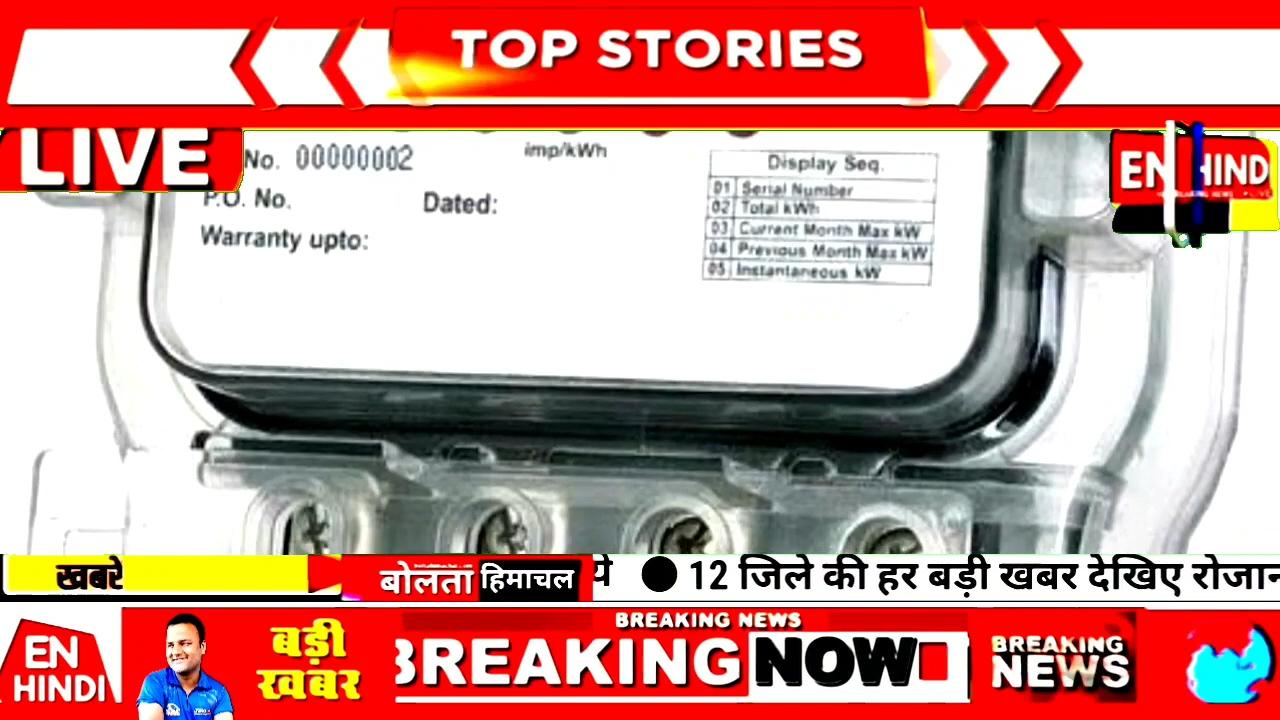 TOP STORIES
LIVE
EN HIND
No. 00000002
imp/kWh
P.O. No.
Dated:
Warranty upto:
Display Seq.
01 Serial Number
02 Total kWh
03 Current Month Max kW
04 Previous Month Max kW
05 Instantaneous kW
खबरे
बोलता हिमाचल
ये ● 12 जिले की हर बड़ी खबर देखिए रोजान
EN
HINDI
बड़ी
खबर
BREAKING NEWS
BREAKING NOW
BREAKING
NEWS